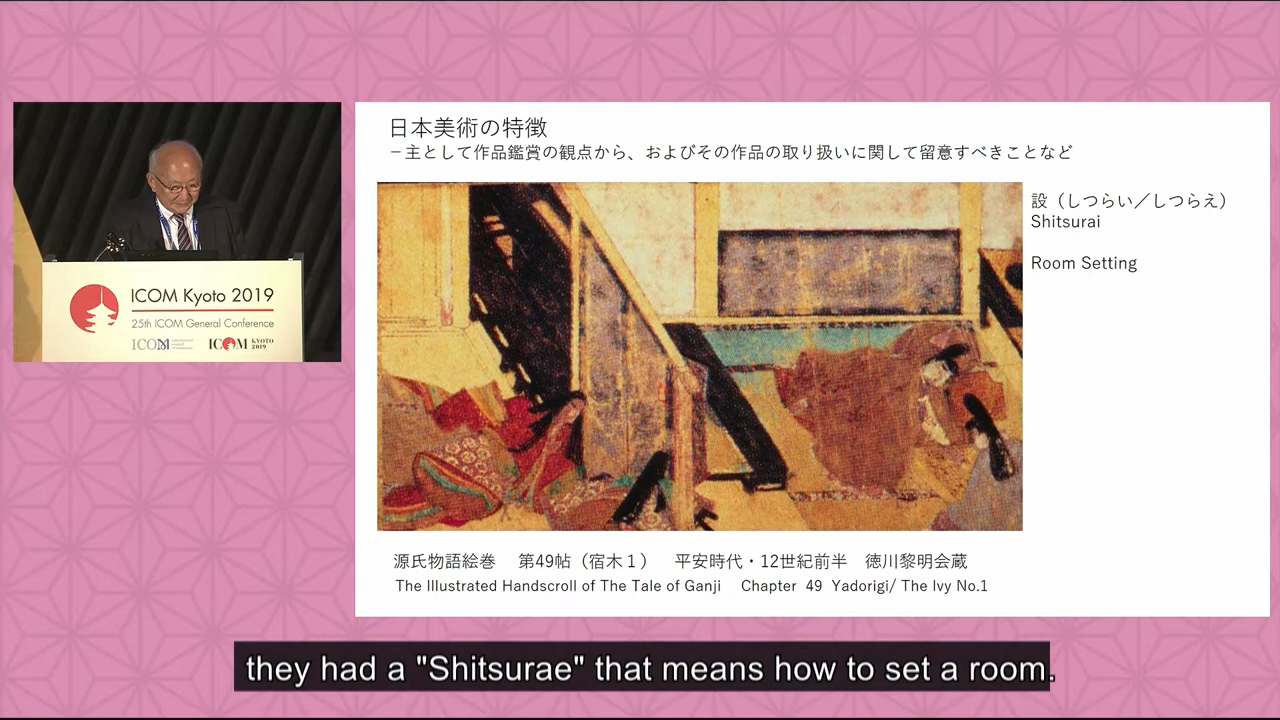 日本美術の特徴
－主として作品鑑賞の観点から、およびその作品の取り扱いに関して留意すべきことなど
設（しつらい／しつらえ）
Shitsurai
Room Setting
ICOM Kyoto 2019
25th ICOM General Conference
ICOM
ICOM KYOTO 2019
源氏物語絵巻　第49帖（宿木１）　平安時代・12世紀前半　徳川黎明会蔵
The Illustrated Handscroll of The Tale of Ganji　Chapter 49 Yadorigi/ The Ivy No.1
they had a "Shitsurae" that means how to set a room.